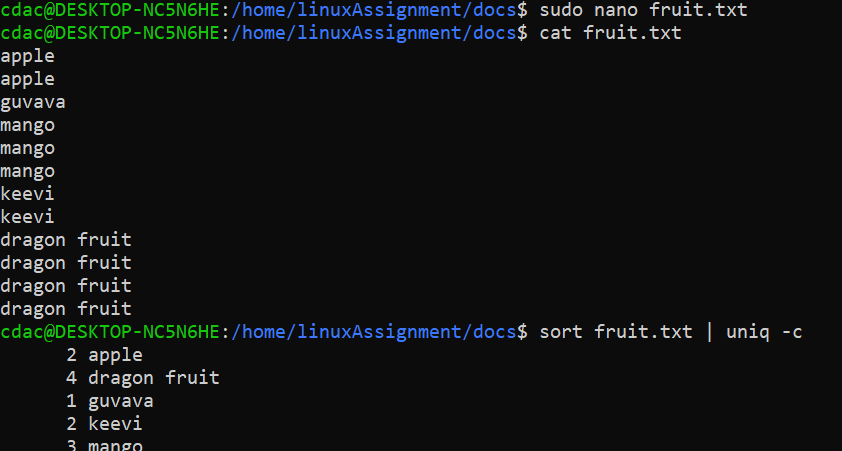 cdac@DESKTOP-NC5N6HE:/home/linuxAssignment/docs$ sudo nano fruit.txt
cdac@DESKTOP-NC5N6HE:/home/linuxAssignment/docs$ cat fruit.txt
apple
apple
guvava
mango
mango
mango
keevi
keevi
dragon fruit
dragon fruit
dragon fruit
dragon fruit
cdac@DESKTOP-NC5N6HE:/home/linuxAssignment/docs$ sort fruit.txt | uniq -c
      2 apple
      4 dragon fruit
      1 guvava
      2 keevi
      3 mango